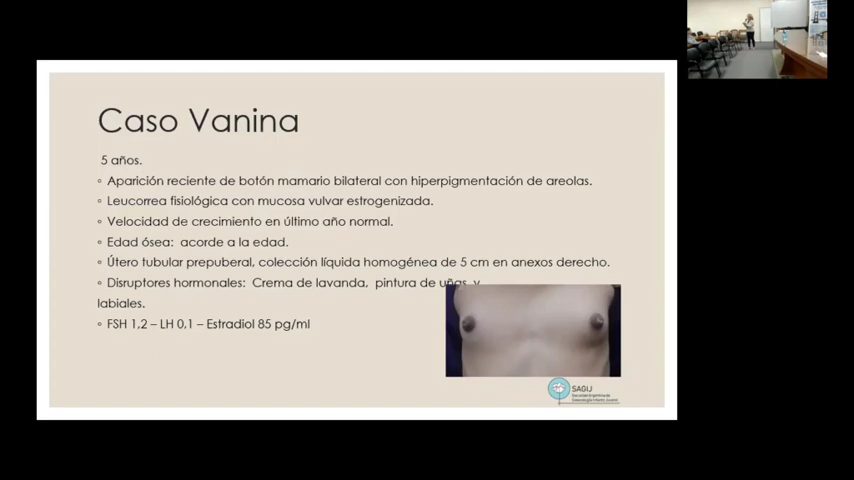 Caso Vanina
5 años.
◦ Aparición reciente de botón mamario bilateral con hiperpigmentación de areolas.
◦ Leucorrea fisiológica con mucosa vulvar estrogenizada.
◦ Velocidad de crecimiento en último año normal.
◦ Edad ósea: acorde a la edad.
◦ Útero tubular prepuberal, colección líquida homogénea de 5 cm en anexos derecho.
◦ Disruptores hormonales: Crema de lavanda, pintura de uñas y
labiales.
◦ FSH 1,2 – LH 0,1 – Estradiol 85 pg/ml
SAGIJ